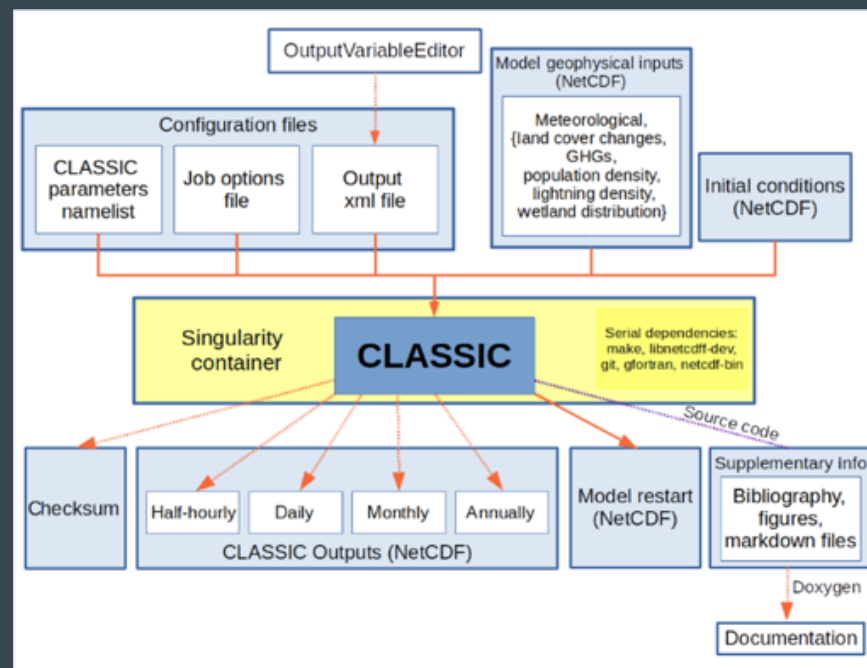 OutputVariableEditor
Model geophysical inputs
(NetCDF)
Meteorological,
{land cover changes,
GHGs,
population density,
lightning density,
wetland distribution}
Configuration files
CLASSIC
parameters
namelist
Job options
file
Output
xml file
Initial conditions
(NetCDF)
Singularity
container
CLASSIC
Serial dependencies:
make, libnetcdff-dev,
git, gfortran, netcdf-bin
Source code
Checksum
Half-hourly
Daily
Monthly
Annually
CLASSIC Outputs (NetCDF)
Model restart
(NetCDF)
Supplementary Info
Bibliography,
figures,
markdown files
Doxygen
Documentation